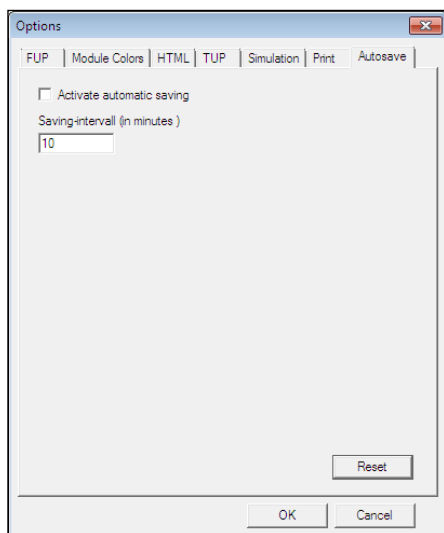 Options
FUP Module Colors HTML TUP Simulation Print Autosave
Activate automatic saving
Saving-intervall (in minutes )
10
Reset
OK Cancel